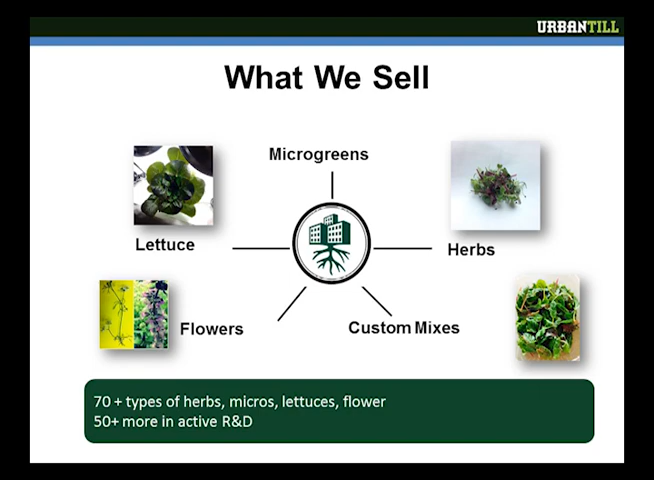 URBANTILL
What We Sell
Microgreens
Lettuce
Herbs
Flowers
Custom Mixes
70 + types of herbs, micros, lettuces, flower
50+ more in active R&D